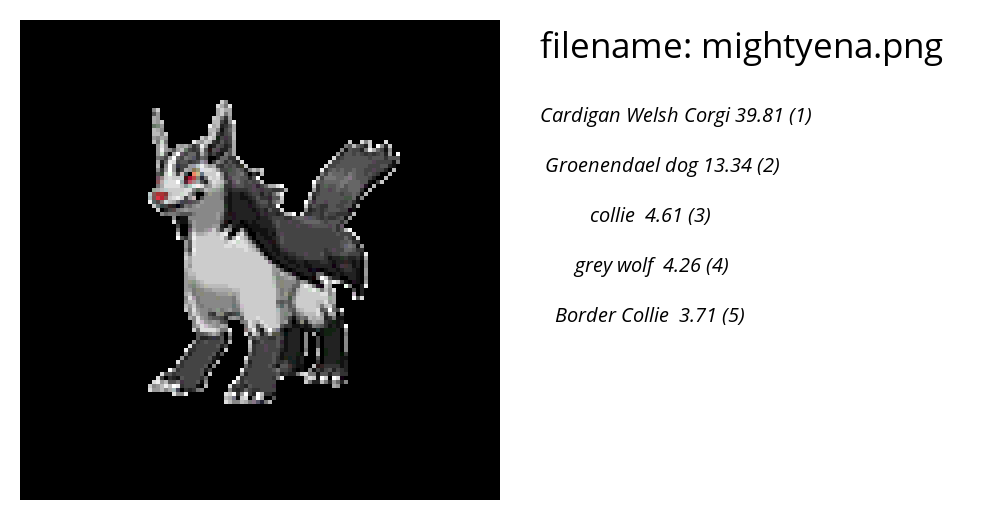 filename: mightyena.png
Cardigan Welsh Corgi 39.81 (1)
Groenendael dog 13.34 (2)
collie 4.61 (3)
grey wolf 4.26 (4)
Border Collie 3.71 (5)